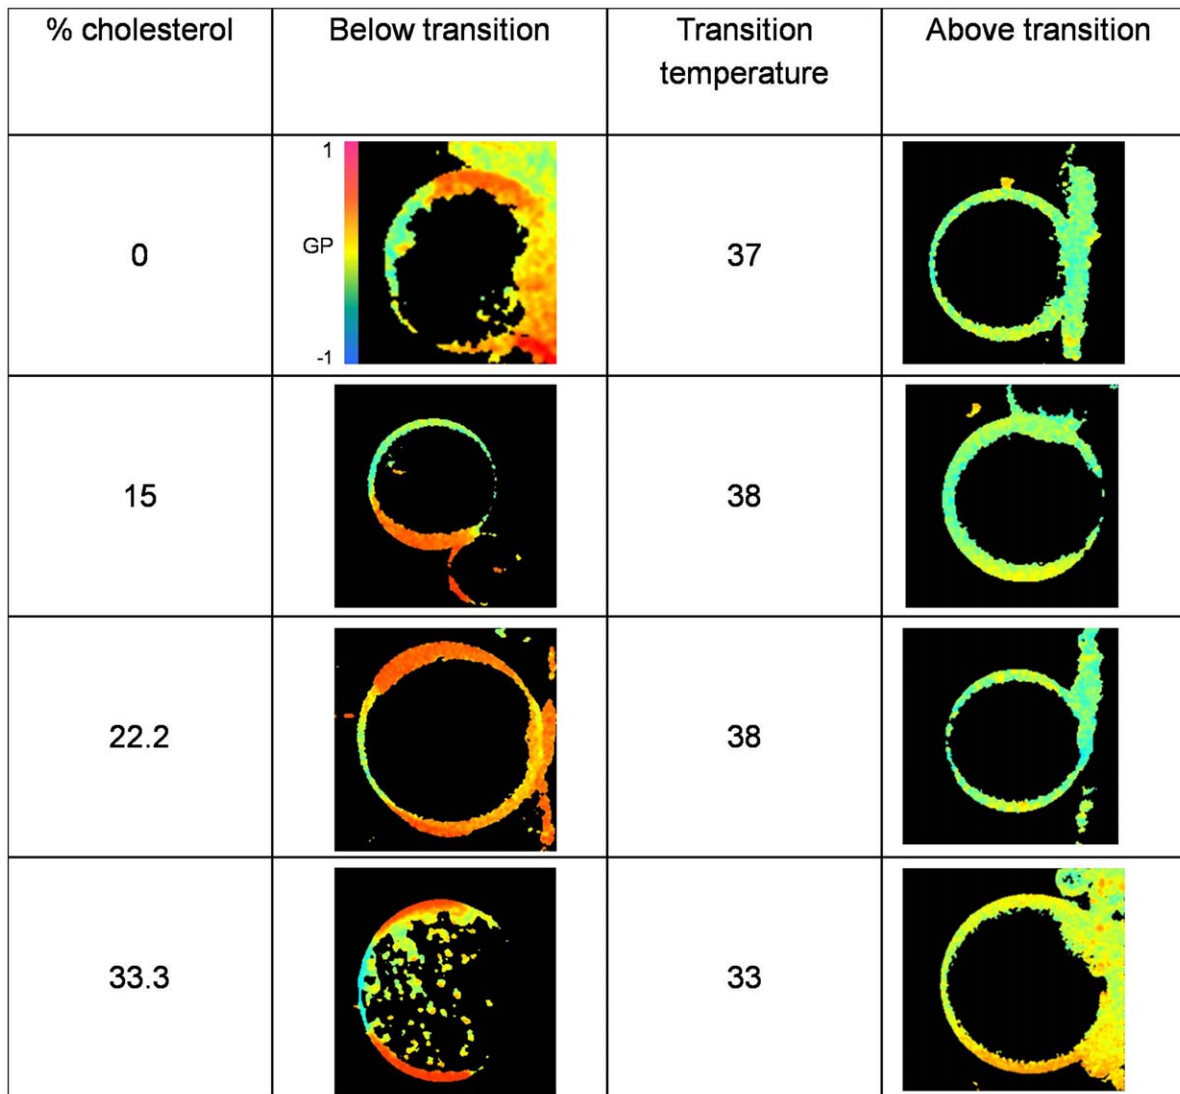 % cholesterol
Below transition
Transition
temperature
Above transition
0
1
GP
-1
37
15
38
22.2
38
33.3
33